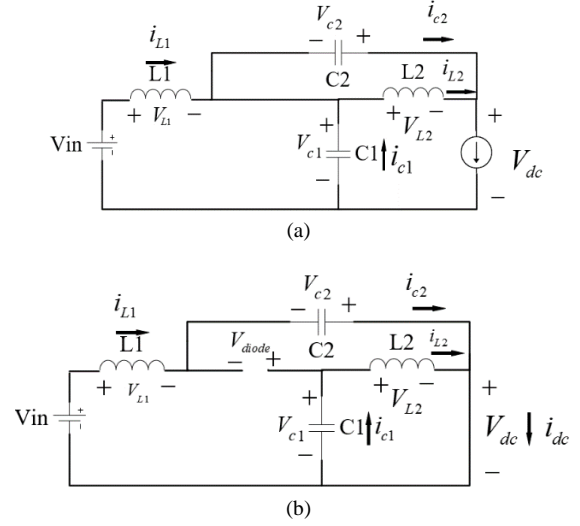 V_{c2}
i_{c2}
i_{L1}
− +
L1
C2
L2
i_{L2}
+ V_{L1} −
+ V_{L2} −
Vin
+
-
+
V_{c1}
−
C1
i_{c1}
+
V_{dc}
−
(a)
i_{L1}
V_{c2}
i_{c2}
− +
L1
V_{diode}
− +
C2
L2
i_{L2}
+ V_{L1} −
+ V_{L2} −
Vin
+
-
+
V_{c1}
−
C1
i_{c1}
+
V_{dc}
−
i_{dc}
(b)